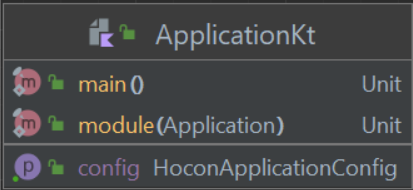 ApplicationKt
m main() Unit
m module(Application) Unit
p config HoconApplicationConfig